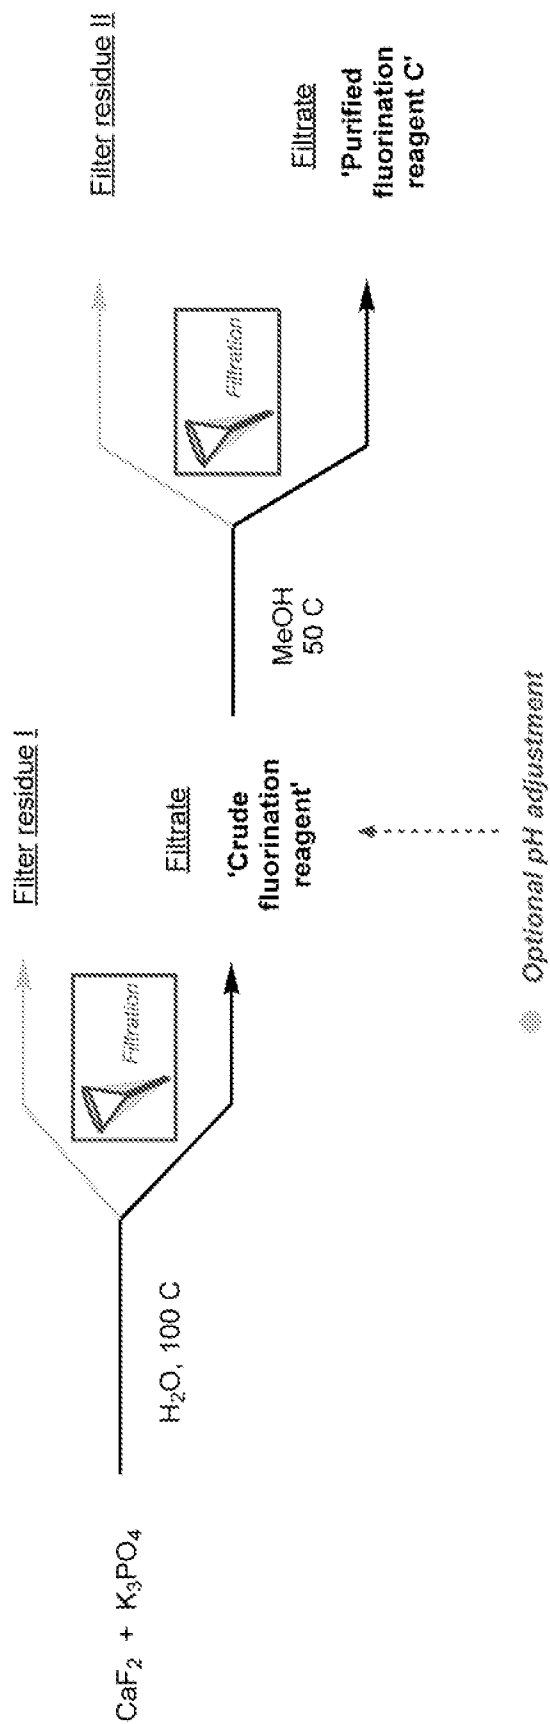 CaF₂ + K₃PO₄
H₂O, 100 C
Filtration
Filter residue I
Filtrate
'Crude
fluorination
reagent'
Optional pH adjustment
MeOH
50 C
Filtration
Filter residue II
Filtrate
'Purified
fluorination
reagent C'